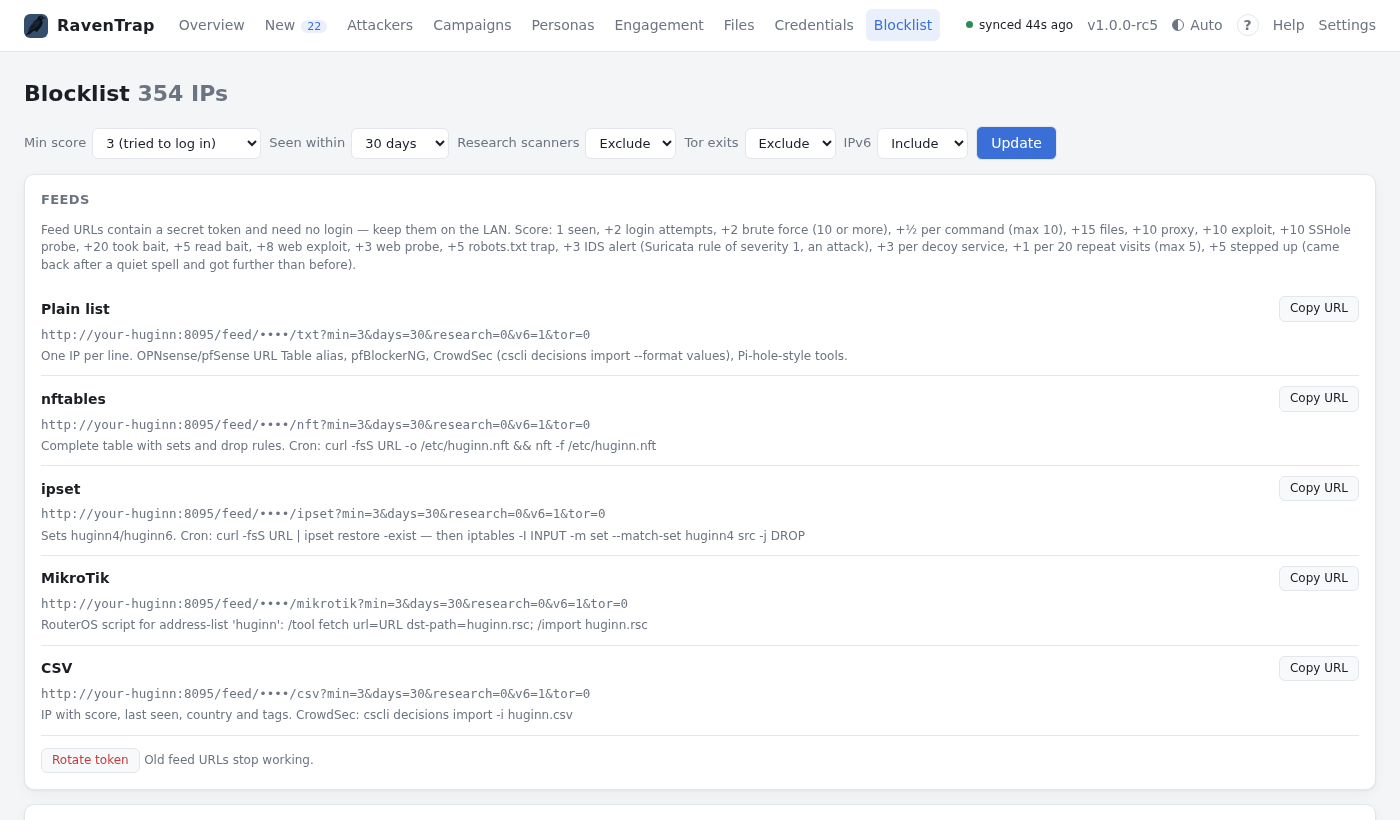 RavenTrap Overview New 22 Attackers Campaigns Personas Engagement Files Credentials Blocklist synced 44s ago v1.0.0-rc5 Auto ? Help Settings
Blocklist 354 IPs
Min score 3 (tried to log in) Seen within 30 days Research scanners Exclude Tor exits Exclude IPv6 Include Update
FEEDS
Feed URLs contain a secret token and need no login — keep them on the LAN. Score: 1 seen, +2 login attempts, +2 brute force (10 or more), +½ per command (max 10), +15 files, +10 proxy, +10 exploit, +10 SSHole
probe, +20 took bait, +5 read bait, +8 web exploit, +3 web probe, +5 robots.txt trap, +3 IDS alert (Suricata rule of severity 1, an attack), +3 per decoy service, +1 per 20 repeat visits (max 5), +5 stepped up (came
back after a quiet spell and got further than before).
Plain list Copy URL
http://your-huginn:8095/feed/••••/txt?min=3&days=30&research=0&v6=1&tor=0
One IP per line. OPNsense/pfSense URL Table alias, pfBlockerNG, CrowdSec (cscli decisions import --format values), Pi-hole-style tools.
nftables Copy URL
http://your-huginn:8095/feed/••••/nft?min=3&days=30&research=0&v6=1&tor=0
Complete table with sets and drop rules. Cron: curl -fsS URL -o /etc/huginn.nft && nft -f /etc/huginn.nft
ipset Copy URL
http://your-huginn:8095/feed/••••/ipset?min=3&days=30&research=0&v6=1&tor=0
Sets huginn4/huginn6. Cron: curl -fsS URL | ipset restore -exist — then iptables -I INPUT -m set --match-set huginn4 src -j DROP
MikroTik Copy URL
http://your-huginn:8095/feed/••••/mikrotik?min=3&days=30&research=0&v6=1&tor=0
RouterOS script for address-list 'huginn': /tool fetch url=URL dst-path=huginn.rsc; /import huginn.rsc
CSV Copy URL
http://your-huginn:8095/feed/••••/csv?min=3&days=30&research=0&v6=1&tor=0
IP with score, last seen, country and tags. CrowdSec: cscli decisions import -i huginn.csv
Rotate token Old feed URLs stop working.